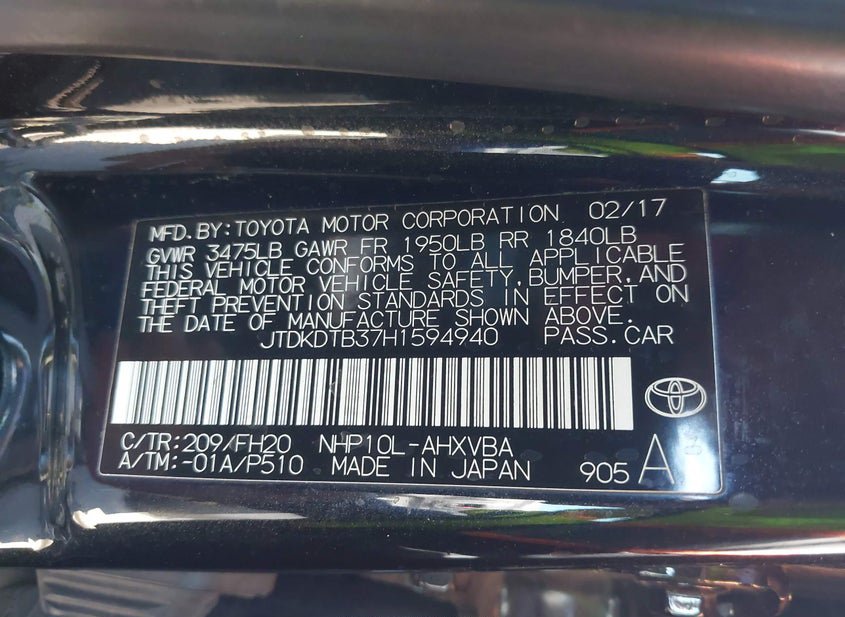 MFD.BY:TOYOTA MOTOR CORPORATION 02/17
GVWR 3475LB GAWR FR 1950LB RR 1840LB
THIS VEHICLE CONFORMS TO ALL APPLICABLE
FEDERAL MOTOR VEHICLE SAFETY,BUMPER,AND
THEFT PREVENTION STANDARDS IN EFFECT ON
THE DATE OF MANUFACTURE SHOWN ABOVE.
JTDKDTB37H1594940 PASS.CAR
C/TR:209/FH20 NHP10L-AHXVBA
A/TM:-01A/P510 MADE IN JAPAN 905 A